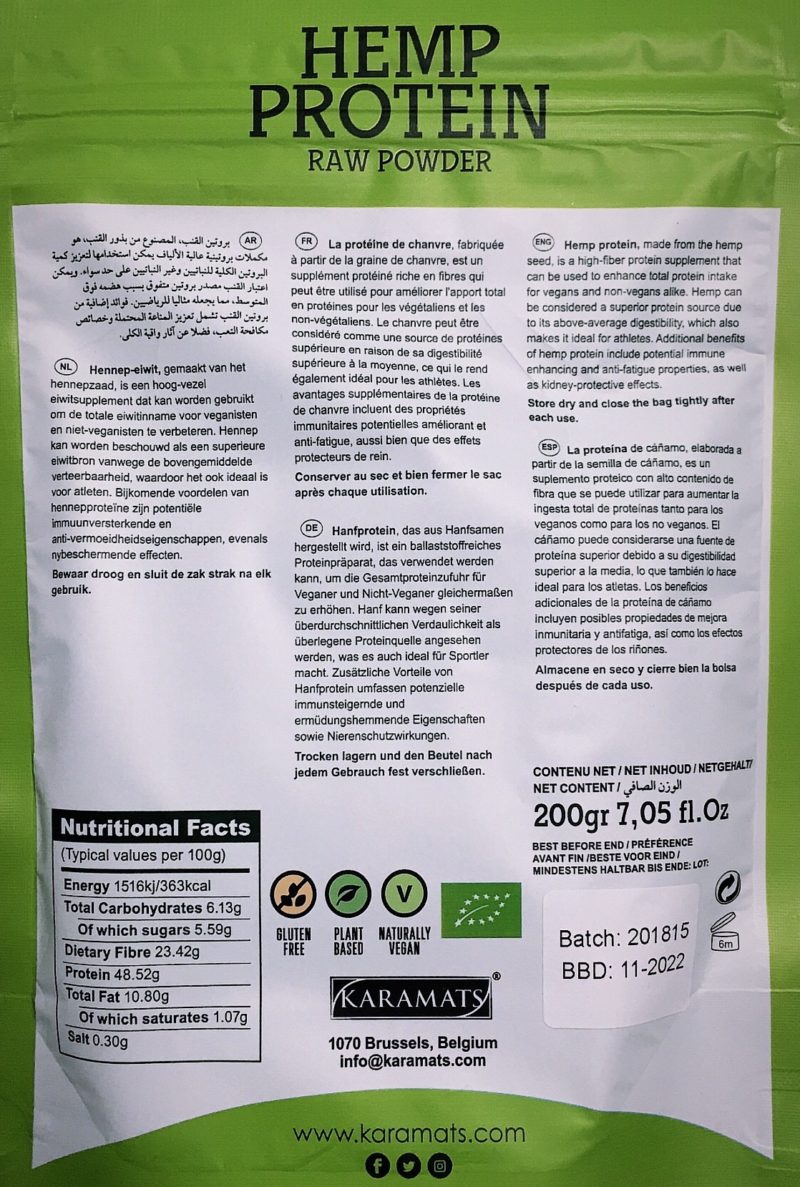 HEMP
PROTEIN
RAW POWDER
AR بروتين القنب، المصنوع من بذور القنب، هو
مكملات بروتينية عالية الألياف يمكن استخدامها لتعزيز كمية
البروتين الكلية للنباتيين وغير النباتيين على حد سواء. ويمكن
اعتبار القنب مصدر بروتين متفوق بسبب هضمه فوق
المتوسط، مما يجعله مثاليا للرياضيين. فوائد إضافية من
بروتين القنب تشمل تعزيز المناعة المحتملة وخصائص
مكافحة التعب، فضلا عن آثار واقية الكلى.
NL Hennep-eiwit, gemaakt van het
hennepzaad, is een hoog-vezel
eiwitsupplement dat kan worden gebruikt
om de totale eiwitinname voor veganisten
en niet-veganisten te verbeteren. Hennep
kan worden beschouwd als een superieure
eiwitbron vanwege de bovengemiddelde
verteerbaarheid, waardoor het ook ideaal is
voor atleten. Bijkomende voordelen van
hennepproteïne zijn potentiële
immuunversterkende en
anti-vermoeidheidseigenschappen, evenals
nybeschermende effecten.
Bewaar droog en sluit de zak strak na elk
gebruik.
FR La protéine de chanvre, fabriquée
à partir de la graine de chanvre, est un
supplément protéiné riche en fibres qui
peut être utilisé pour améliorer l'apport total
en protéines pour les végétaliens et les
non-végétaliens. Le chanvre peut être
considéré comme une source de protéines
supérieure en raison de sa digestibilité
supérieure à la moyenne, ce qui le rend
également idéal pour les athlètes. Les
avantages supplémentaires de la protéine
de chanvre incluent des propriétés
immunitaires potentielles améliorant et
anti-fatigue, aussi bien que des effets
protecteurs de rein.
Conserver au sec et bien fermer le sac
après chaque utilisation.
DE Hanfprotein, das aus Hanfsamen
hergestellt wird, ist ein ballaststoffreiches
Proteinpräparat, das verwendet werden
kann, um die Gesamtproteinzufuhr für
Veganer und Nicht-Veganer gleichermaßen
zu erhöhen. Hanf kann wegen seiner
überdurchschnittlichen Verdaulichkeit als
überlegene Proteinquelle angesehen
werden, was es auch ideal für Sportler
macht. Zusätzliche Vorteile von
Hanfprotein umfassen potenzielle
immunsteigernde und
ermüdungshemmende Eigenschaften
sowie Nierenschutzwirkungen.
Trocken lagern und den Beutel nach
jedem Gebrauch fest verschließen.
ENG Hemp protein, made from the hemp
seed, is a high-fiber protein supplement that
can be used to enhance total protein intake
for vegans and non-vegans alike. Hemp can
be considered a superior protein source due
to its above-average digestibility, which also
makes it ideal for athletes. Additional benefits
of hemp protein include potential immune
enhancing and anti-fatigue properties, as well
as kidney-protective effects.
Store dry and close the bag tightly after
each use.
ESP La proteína de cáñamo, elaborada a
partir de la semilla de cáñamo, es un
suplemento proteico con alto contenido de
fibra que se puede utilizar para aumentar la
ingesta total de proteínas tanto para los
veganos como para los no veganos. El
cáñamo puede considerarse una fuente de
proteína superior debido a su digestibilidad
superior a la media, lo que también lo hace
ideal para los atletas. Los beneficios
adicionales de la proteína de cáñamo
incluyen posibles propiedades de mejora
inmunitaria y antifatiga, así como los efectos
protectores de los riñones.
Almacene en seco y cierre bien la bolsa
después de cada uso.
CONTENU NET / NET INHOUD / NETGEHALT/
NET CONTENT / الوزن الصافي
200gr 7,05 fl.Oz
BEST BEFORE END / PRÉFÉRENCE
AVANT FIN /BESTE VOOR EIND /
MINDESTENS HALTBAR BIS ENDE: LOT:
Batch: 201815
BBD: 11-2022
6m
Nutritional Facts
(Typical values per 100g)
Energy 1516kj/363kcal
Total Carbohydrates 6.13g
Of which sugars 5.59g
Dietary Fibre 23.42g
Protein 48.52g
Total Fat 10.80g
Of which saturates 1.07g
Salt 0.30g
GLUTEN
FREE
PLANT
BASED
V
NATURALLY
VEGAN
KARAMATS®
1070 Brussels, Belgium
info@karamats.com
www.karamats.com